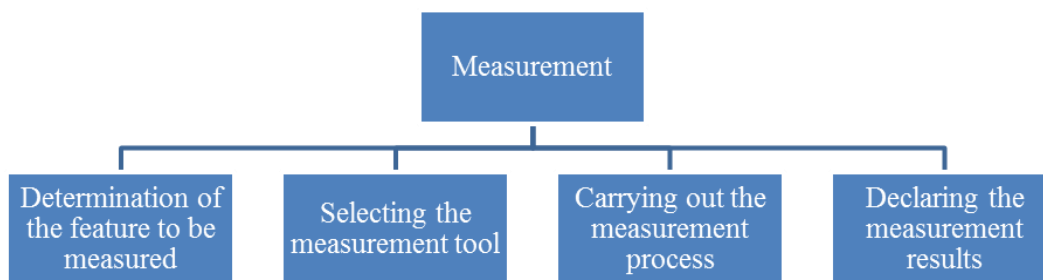 Measurement
Determination of
the feature to be
measured
Selecting the
measurement tool
Carrying out the
measurement
process
Declaring the
measurement
results